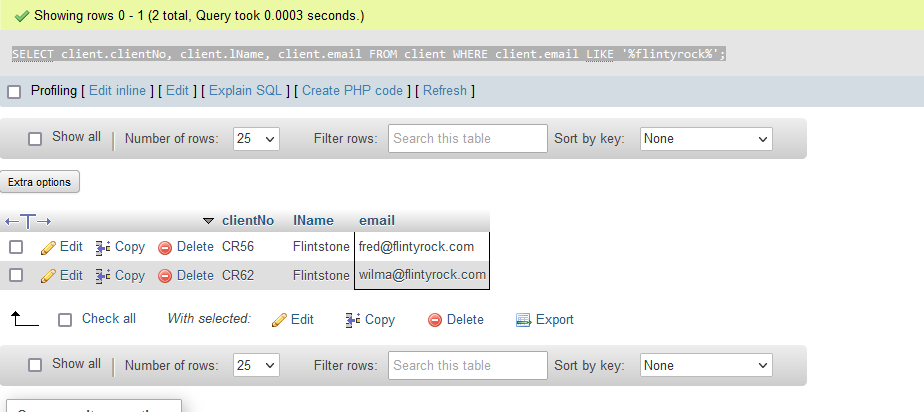 Showing rows 0 - 1 (2 total, Query took 0.0003 seconds.)
SELECT client.clientNo, client.lName, client.email FROM client WHERE client.email LIKE '%flintyrock%';
Profiling [ Edit inline ] [ Edit ] [ Explain SQL ] [ Create PHP code ] [ Refresh ]
Show all Number of rows: 25 Filter rows: Search this table Sort by key: None
Extra options
clientNo lName email
Edit Copy Delete CR56 Flintstone fred@flintyrock.com
Edit Copy Delete CR62 Flintstone wilma@flintyrock.com
Check all With selected: Edit Copy Delete Export
Show all Number of rows: 25 Filter rows: Search this table Sort by key: None